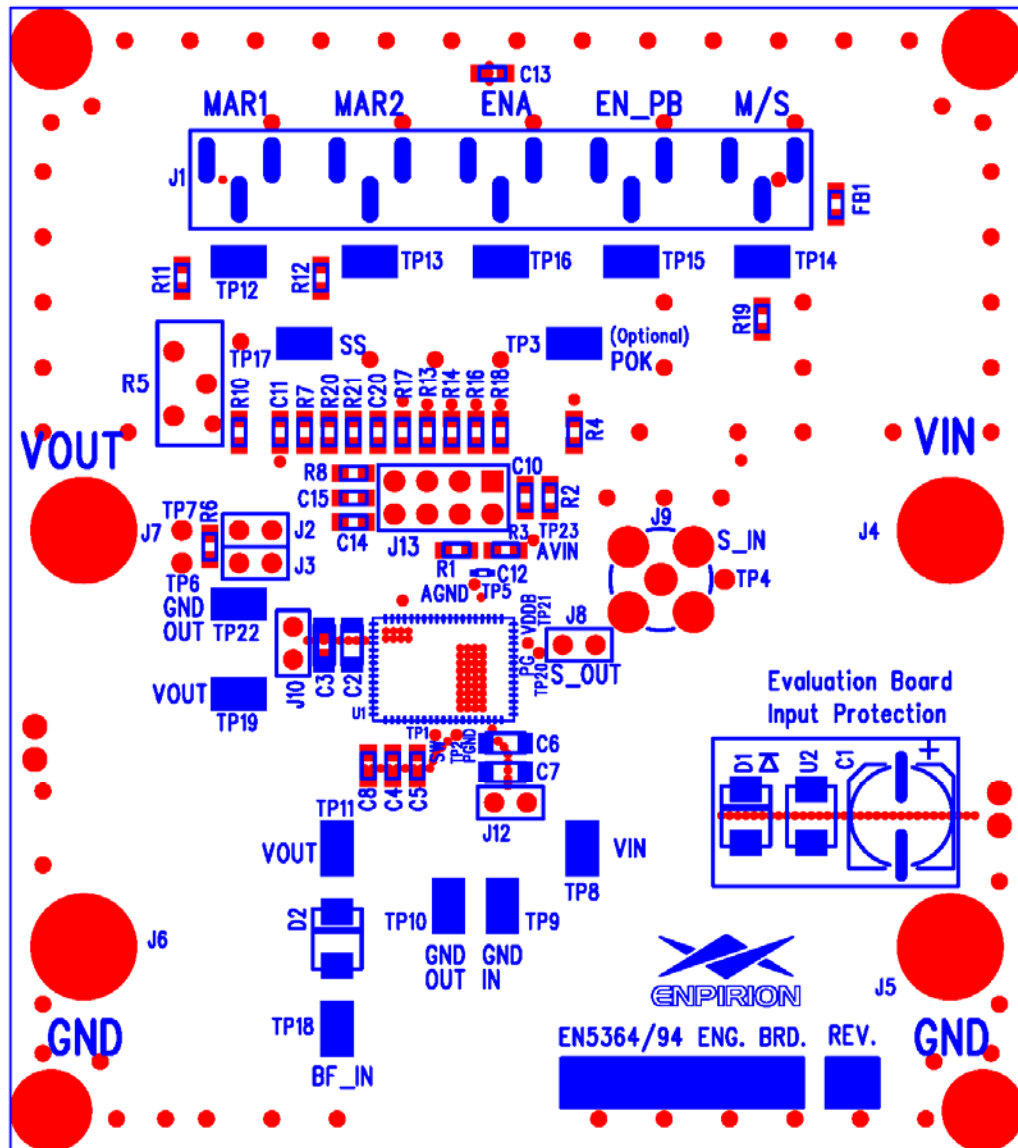 C13
MAR1 MAR2 ENA EN_PB M/S
J1
FB1
R11
TP12
R12
TP13
TP16
TP15
TP14
R19
TP17
SS
TP3
(Optional)
POK
R5
R10
C11
R7
R20
R21
C20
R17
R13
R14
R16
R18
R4
VOUT
VIN
R8
C15
C14
J13
C10
R2
J7
TP7
R6
J2
J3
TP6
R1
R3
TP23
AVIN
J9
S_IN
J4
TP4
C12
AGND
TP5
GND
OUT
TP22
J10
C3
C2
U1
VDDB
TP21
PG
TP20
J8
S_OUT
VOUT
TP19
TP1
SW
TP2
PGND
C6
C7
C8
C4
C5
J12
Evaluation Board
Input Protection
D1
U2
C1
+
TP11
VOUT
VIN
TP8
D2
TP10
TP9
GND
OUT
GND
IN
J6
J5
ENPIRION
TP18
BF_IN
GND
EN5364/94 ENG. BRD. REV.
GND